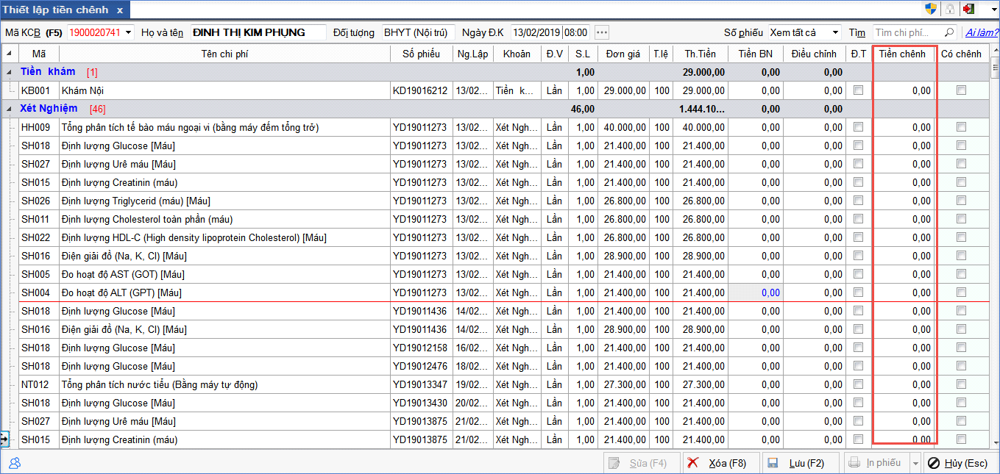 Thiết lập tiền chênh x
Mã KCB (F5) 1900020741 Họ và tên ĐINH THỊ KIM PHỤNG Đối tượng BHYT (Nội trú) Ngày Đ.K 13/02/2019 08:00 ... Số phiếu Xem tất cả Tìm Tìm chi phí... Ai làm?
Mã Tên chi phí Số phiếu Ng.Lập Khoản Đ.V S.L Đơn giá T.lệ Th.Tiền Tiền BN Điều chỉnh Đ.T Tiền chênh Có chênh
Tiền khám [1] 1,00 29.000,00 0,00 0,00
KB001 Khám Nội KD19016212 13/02... Tiền k... Lần 1,00 29.000,00 100 29.000,00 0,00 0,00 0,00
Xét Nghiệm [46] 46,00 1.444.10... 0,00 0,00
HH009 Tổng phân tích tế bào máu ngoại vi (bằng máy đếm tổng trở) YD19011273 13/02... Xét Ngh... Lần 1,00 40.000,00 100 40.000,00 0,00 0,00 0,00
SH018 Định lượng Glucose [Máu] YD19011273 13/02... Xét Ngh... Lần 1,00 21.400,00 100 21.400,00 0,00 0,00 0,00
SH027 Định lượng Urê máu [Máu] YD19011273 13/02... Xét Ngh... Lần 1,00 21.400,00 100 21.400,00 0,00 0,00 0,00
SH015 Định lượng Creatinin (máu) YD19011273 13/02... Xét Ngh... Lần 1,00 21.400,00 100 21.400,00 0,00 0,00 0,00
SH026 Định lượng Triglycerid (máu) [Máu] YD19011273 13/02... Xét Ngh... Lần 1,00 26.800,00 100 26.800,00 0,00 0,00 0,00
SH011 Định lượng Cholesterol toàn phần (máu) YD19011273 13/02... Xét Ngh... Lần 1,00 26.800,00 100 26.800,00 0,00 0,00 0,00
SH022 Định lượng HDL-C (High density lipoprotein Cholesterol) [Máu] YD19011273 13/02... Xét Ngh... Lần 1,00 26.800,00 100 26.800,00 0,00 0,00 0,00
SH016 Điện giải đồ (Na, K, Cl) [Máu] YD19011273 13/02... Xét Ngh... Lần 1,00 28.900,00 100 28.900,00 0,00 0,00 0,00
SH005 Đo hoạt độ AST (GOT) [Máu] YD19011273 13/02... Xét Ngh... Lần 1,00 21.400,00 100 21.400,00 0,00 0,00 0,00
SH004 Đo hoạt độ ALT (GPT) [Máu] YD19011273 13/02... Xét Ngh... Lần 1,00 21.400,00 100 21.400,00 0,00 0,00 0,00
SH018 Định lượng Glucose [Máu] YD19011436 14/02... Xét Ngh... Lần 1,00 21.400,00 100 21.400,00 0,00 0,00 0,00
SH016 Điện giải đồ (Na, K, Cl) [Máu] YD19011436 14/02... Xét Ngh... Lần 1,00 28.900,00 100 28.900,00 0,00 0,00 0,00
SH018 Định lượng Glucose [Máu] YD19012158 16/02... Xét Ngh... Lần 1,00 21.400,00 100 21.400,00 0,00 0,00 0,00
SH018 Định lượng Glucose [Máu] YD19012476 18/02... Xét Ngh... Lần 1,00 21.400,00 100 21.400,00 0,00 0,00 0,00
NT012 Tổng phân tích nước tiểu (Bằng máy tự động) YD19013347 19/02... Xét Ngh... Lần 1,00 27.300,00 100 27.300,00 0,00 0,00 0,00
SH018 Định lượng Glucose [Máu] YD19013430 20/02... Xét Ngh... Lần 1,00 21.400,00 100 21.400,00 0,00 0,00 0,00
SH027 Định lượng Urê máu [Máu] YD19013875 21/02... Xét Ngh... Lần 1,00 21.400,00 100 21.400,00 0,00 0,00 0,00
SH015 Định lượng Creatinin (máu) YD19013875 21/02... Xét Ngh... Lần 1,00 21.400,00 100 21.400,00 0,00 0,00 0,00
Sửa (F4) Xóa (F8) Lưu (F2) In phiếu Hủy (Esc)